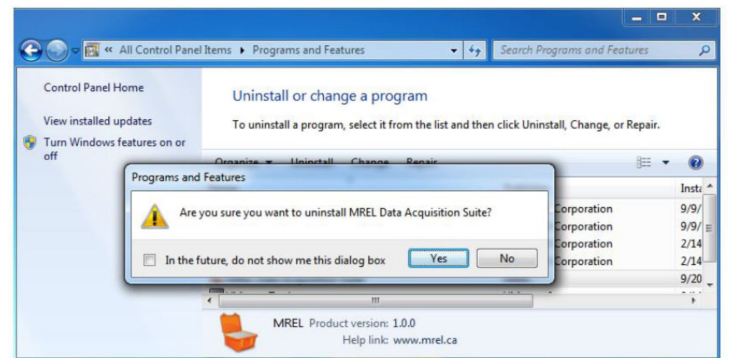 « All Control Panel Items ▸ Programs and Features
Search Programs and Features
Control Panel Home
View installed updates
Turn Windows features on or
off
Uninstall or change a program
To uninstall a program, select it from the list and then click Uninstall, Change, or Repair.
Organize Uninstall Change Repair
Programs and Features
Are you sure you want to uninstall MREL Data Acquisition Suite?
In the future, do not show me this dialog box
Yes No
Insta
Corporation 9/9/
Corporation 9/9/
Corporation 2/14
Corporation 2/14
9/20
MREL Product version: 1.0.0
Help link: www.mrel.ca